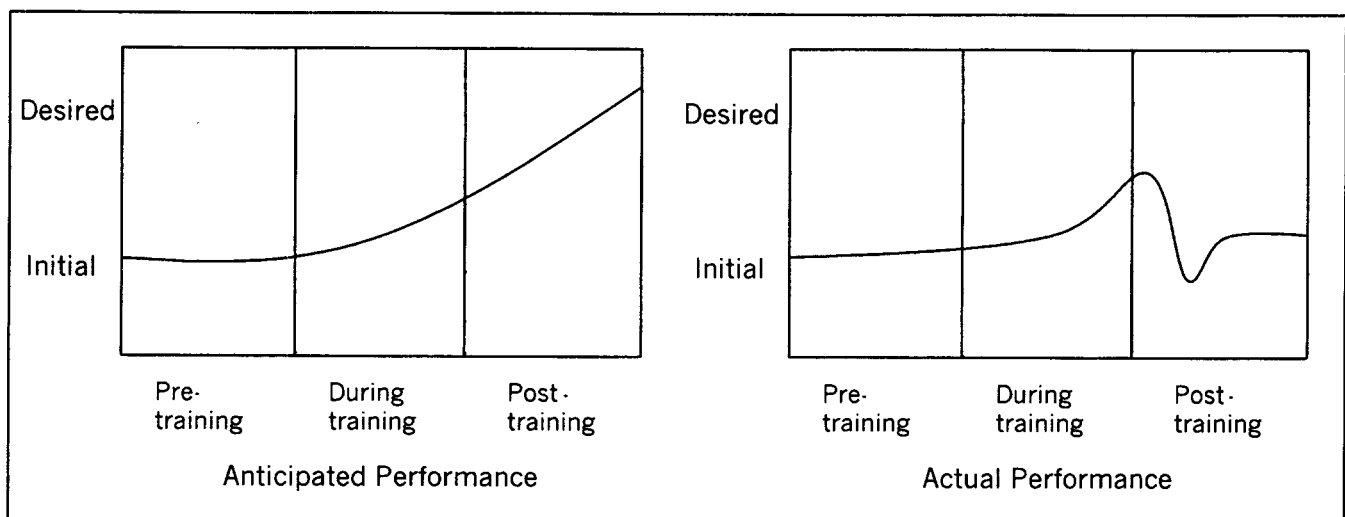 Desired
Initial
Pre-
training
During
training
Post-
training
Anticipated Performance
Desired
Initial
Pre-
training
During
training
Post-
training
Actual Performance